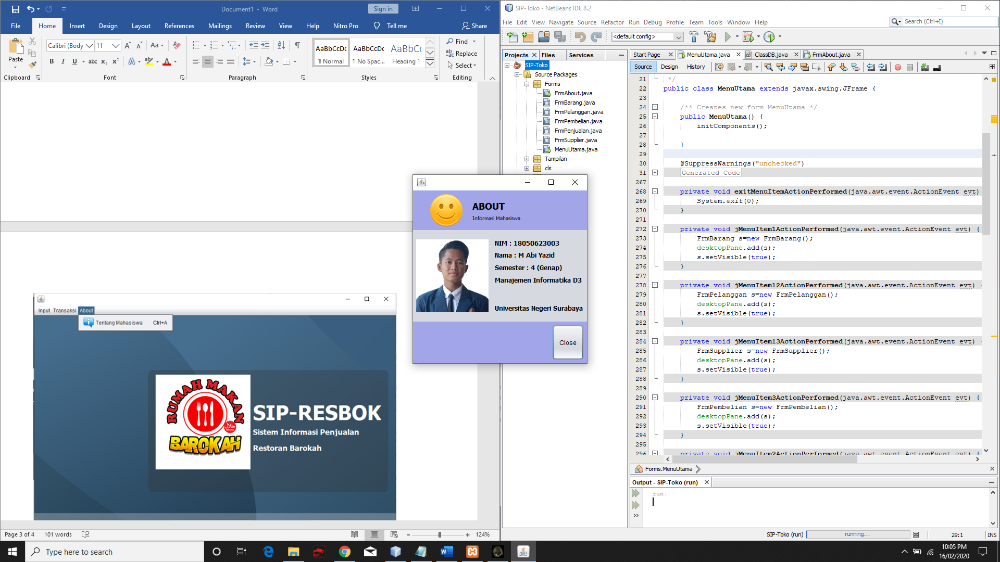 Document1 - Word
Sign in
File Home Insert Design Layout References Mailings Review View Help Nitro Pro Tell me Share
Paste
Calibri (Body 11
A A Aa
B I U abc x₂ x² A A
AaBbCcDc AaBbCcDc AaBbCc
¶ Normal ¶ No Spac... Heading 1
Find
Replace
Select
Clipboard Font Paragraph Styles Editing
Input Transaksi About
Tentang Mahasiswa Ctrl+A
RUMAH MAKAN
BAROKAH
SIP-RESBOK
Sistem Informasi Penjualan
Restoran Barokah
Page 3 of 4 101 words 124%
ABOUT
Informasi Mahasiswa
NIM : 18050623003
Nama : M Abi Yazid
Semester : 4 (Genap)
Manajemen Informatika D3
Universitas Negeri Surabaya
Close
SIP-Toko - NetBeans IDE 8.2
File Edit View Navigate Source Refactor Run Debug Profile Team Tools Window Help
Search (Ctrl+I)
<default config>
Projects Files Services
SIP-Toko
Source Packages
Forms
FrmAbout.java
FrmBarang.java
FrmPelanggan.java
FrmPembelian.java
FrmPenjualan.java
FrmSupplier.java
MenuUtama.java
Tampilan
cls
Start Page MenuUtama.java ClassDB.java FrmAbout.java
Source Design History
21 */
22 public class MenuUtama extends javax.swing.JFrame {
23
24 /** Creates new form MenuUtama */
25 public MenuUtama() {
26 initComponents();
27
28 }
29
30 @SuppressWarnings("unchecked")
31 Generated Code
267
268 private void exitMenuItemActionPerformed(java.awt.event.ActionEvent evt)
269 System.exit(0);
270 }
271
272 private void jMenuItem1ActionPerformed(java.awt.event.ActionEvent evt) {
273 FrmBarang s=new FrmBarang();
274 desktopPane.add(s);
275 s.setVisible(true);
276 }
277
278 private void jMenuItem12ActionPerformed(java.awt.event.ActionEvent evt)
279 FrmPelanggan s=new FrmPelanggan();
280 desktopPane.add(s);
281 s.setVisible(true);
282 }
283
284 private void jMenuItem13ActionPerformed(java.awt.event.ActionEvent evt)
285 FrmSupplier s=new FrmSupplier();
286 desktopPane.add(s);
287 s.setVisible(true);
288 }
289
290 private void jMenuItem3ActionPerformed(java.awt.event.ActionEvent evt) {
291 FrmPembelian s=new FrmPembelian();
292 desktopPane.add(s);
293 s.setVisible(true);
294 }
295
296 private void jMenuItem2ActionPerformed(java.awt.event.ActionEvent evt) {
Forms.MenuUtama
Output - SIP-Toko (run)
run:
SIP-Toko (run) running... 29:1 INS
Type here to search
10:05 PM
16/02/2020